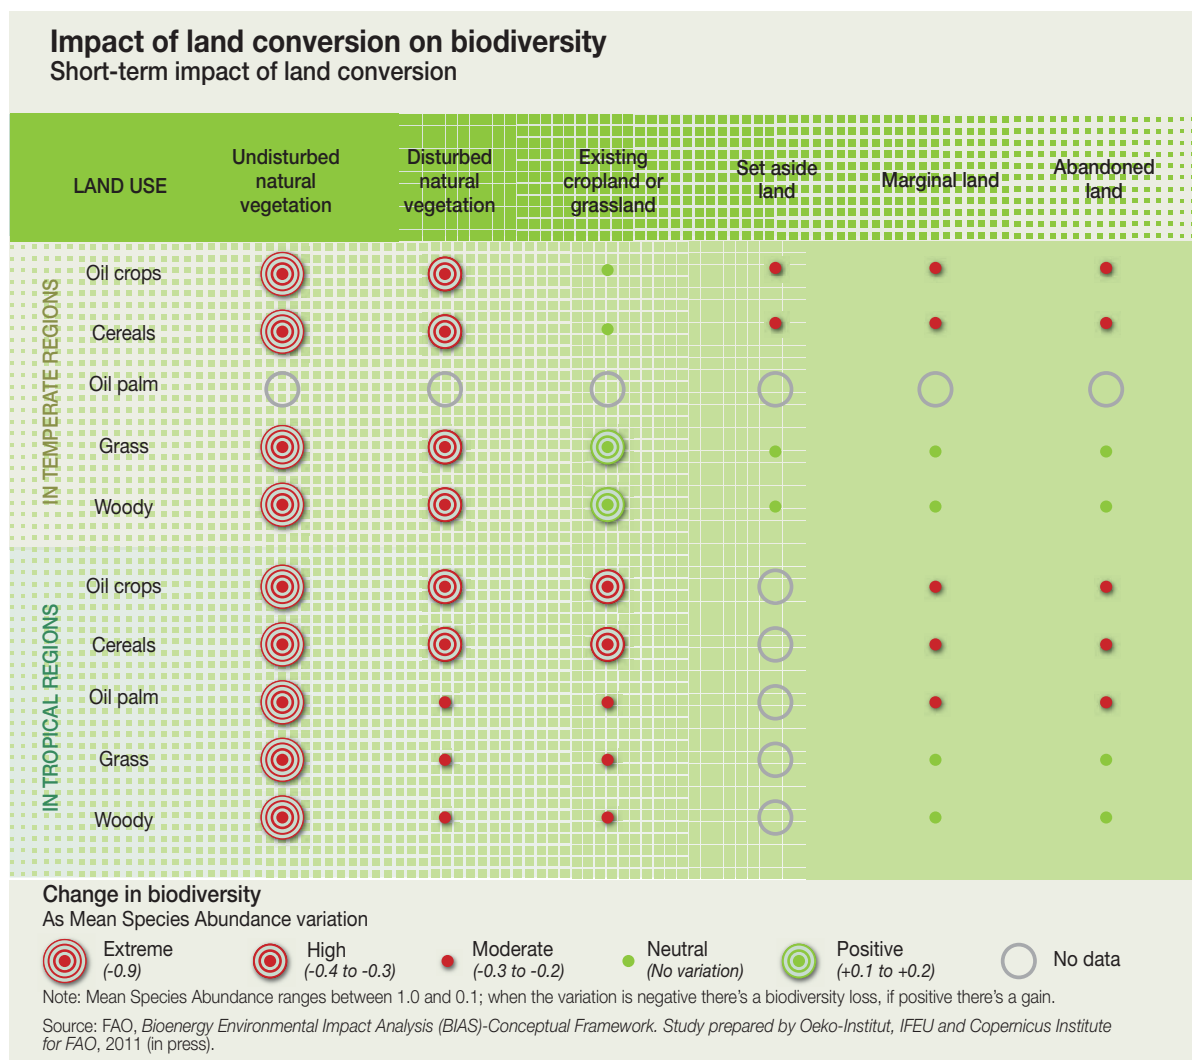 Impact of land conversion on biodiversity
Short-term impact of land conversion
LAND USE
Undisturbed
natural
vegetation
Disturbed
natural
vegetation
Existing
cropland or
grassland
Set aside
land
Marginal land
Abandoned
land
IN TEMPERATE REGIONS
Oil crops
Cereals
Oil palm
Grass
Woody
IN TROPICAL REGIONS
Oil crops
Cereals
Oil palm
Grass
Woody
Change in biodiversity
As Mean Species Abundance variation
Extreme
(-0.9)
High
(-0.4 to -0.3)
Moderate
(-0.3 to -0.2)
Neutral
(No variation)
Positive
(+0.1 to +0.2)
No data
Note: Mean Species Abundance ranges between 1.0 and 0.1; when the variation is negative there's a biodiversity loss, if positive there's a gain.
Source: FAO, Bioenergy Environmental Impact Analysis (BIAS)-Conceptual Framework. Study prepared by Oeko-Institut, IFEU and Copernicus Institute
for FAO, 2011 (in press).